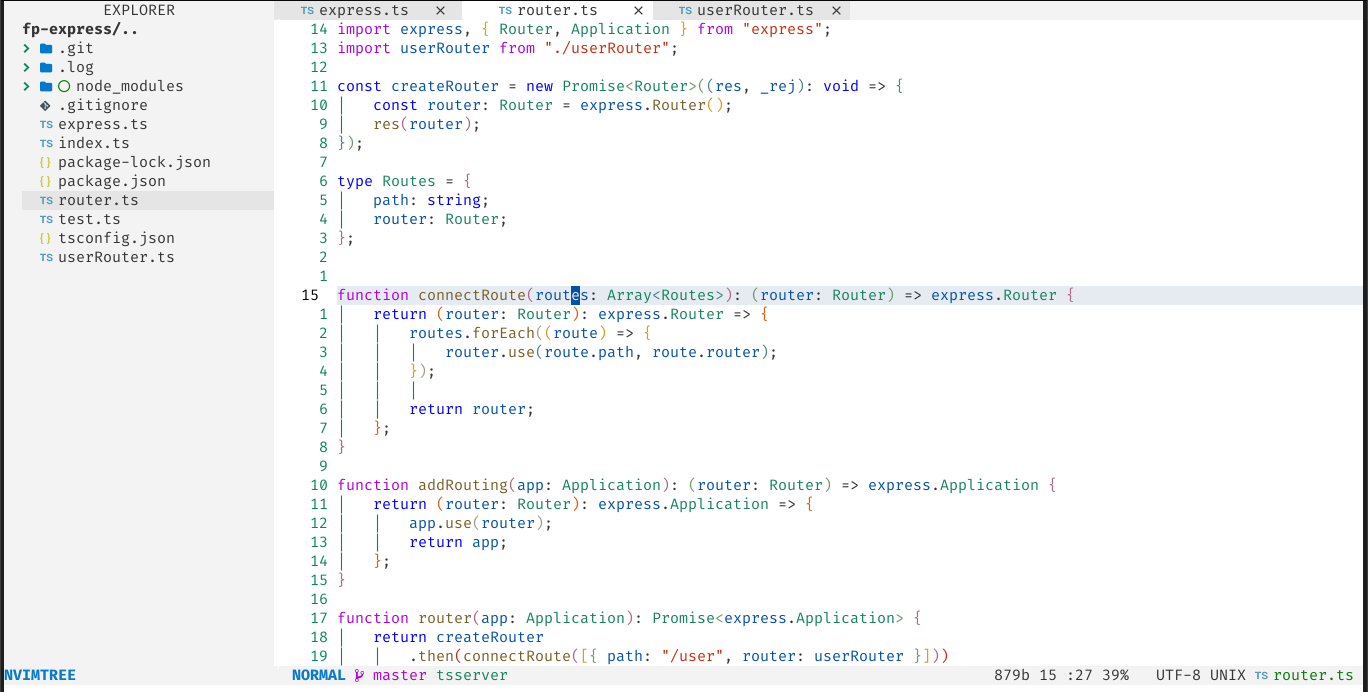 EXPLORER
fp-express/..
.git
.log
node_modules
.gitignore
TS express.ts
TS index.ts
{} package-lock.json
{} package.json
TS router.ts
TS test.ts
{} tsconfig.json
TS userRouter.ts
NVIMTREE
TS express.ts × TS router.ts × TS userRouter.ts ×
14 import express, { Router, Application } from "express";
13 import userRouter from "./userRouter";
12
11 const createRouter = new Promise<Router>((res, _rej): void => {
10 const router: Router = express.Router();
9 res(router);
8 });
7
6 type Routes = {
5 path: string;
4 router: Router;
3 };
2
1
15 function connectRoute(routes: Array<Routes>): (router: Router) => express.Router {
1 return (router: Router): express.Router => {
2 routes.forEach((route) => {
3 router.use(route.path, route.router);
4 });
5
6 return router;
7 };
8 }
9
10 function addRouting(app: Application): (router: Router) => express.Application {
11 return (router: Router): express.Application => {
12 app.use(router);
13 return app;
14 };
15 }
16
17 function router(app: Application): Promise<express.Application> {
18 return createRouter
19 .then(connectRoute([{ path: "/user", router: userRouter }]))
NORMAL master tsserver 879b 15 :27 39% UTF-8 UNIX TS router.ts